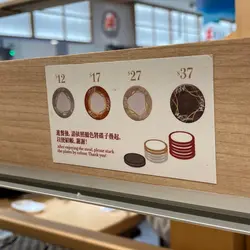 $12 $17 $27 $37
進餐後，請依照顏色將碟子疊起，
以便結帳，謝謝！
After enjoying the meal, please stack
the plates by colour. Thank you!